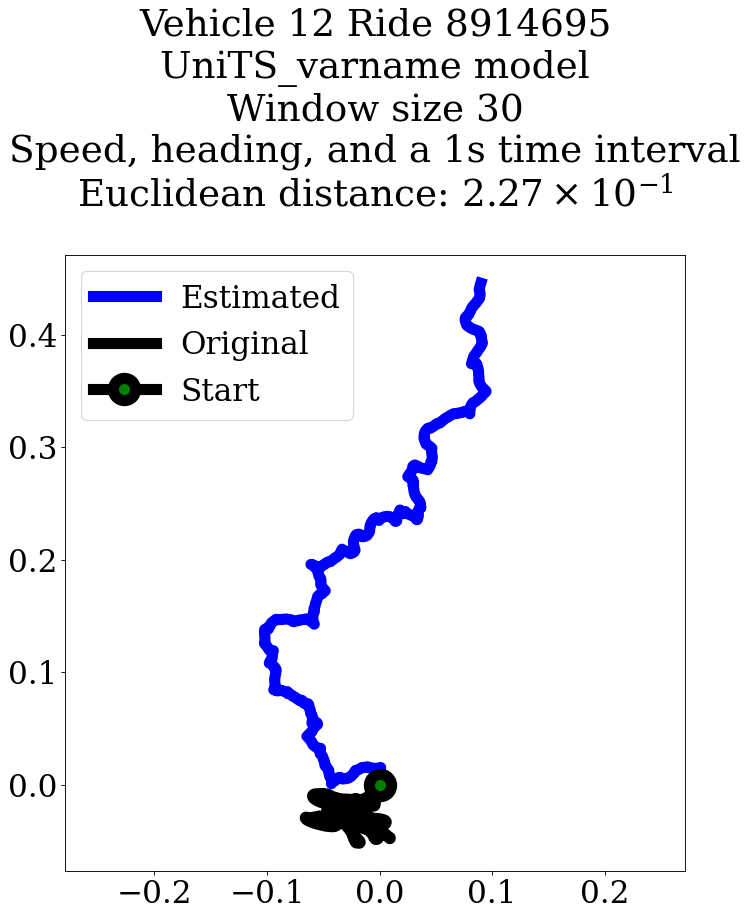 Vehicle 12 Ride 8914695
UniTS_varname model
Window size 30
Speed, heading, and a 1s time interval
Euclidean distance: 2.27 × 10⁻¹
Estimated
Original
Start
0.4
0.3
0.2
0.1
0.0
−0.2 −0.1 0.0 0.1 0.2